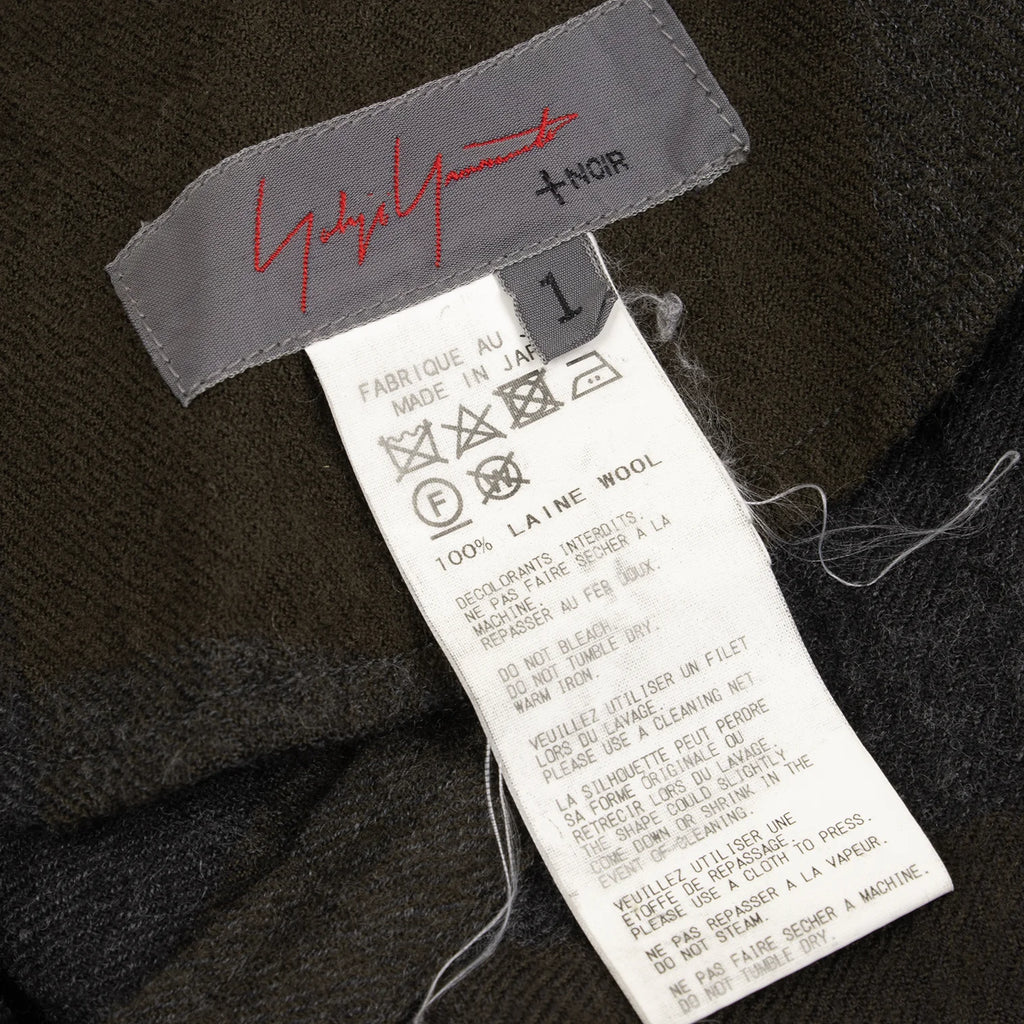 Yohji Yamamoto
+NOIR
1
FABRIQUE AU
MADE IN JAP
F
W
100% LAINE WOOL
DECOLORANTS INTERDITS.
NE PAS FAIRE SECHER A LA
MACHINE.
REPASSER AU FER DOUX.
DO NOT BLEACH.
DO NOT TUMBLE DRY.
WARM IRON.
VEUILLEZ UTILISER UN FILET
LORS DU LAVAGE.
PLEASE USE A CLEANING NET.
LA SILHOUETTE PEUT PERDRE
SA FORME ORIGINALE OU
RETRECIR LORS DU LAVAGE.
THE SHAPE COULD SLIGHTLY
COME DOWN OR SHRINK IN THE
EVENT OF CLEANING.
VEUILLEZ UTILISER UNE
ETOFFE DE REPASSAGE.
PLEASE USE A CLOTH TO PRESS.
NE PAS REPASSER A LA VAPEUR.
DO NOT STEAM.
NE PAS FAIRE SECHER A MACHINE.
DO NOT TUMBLE DRY.